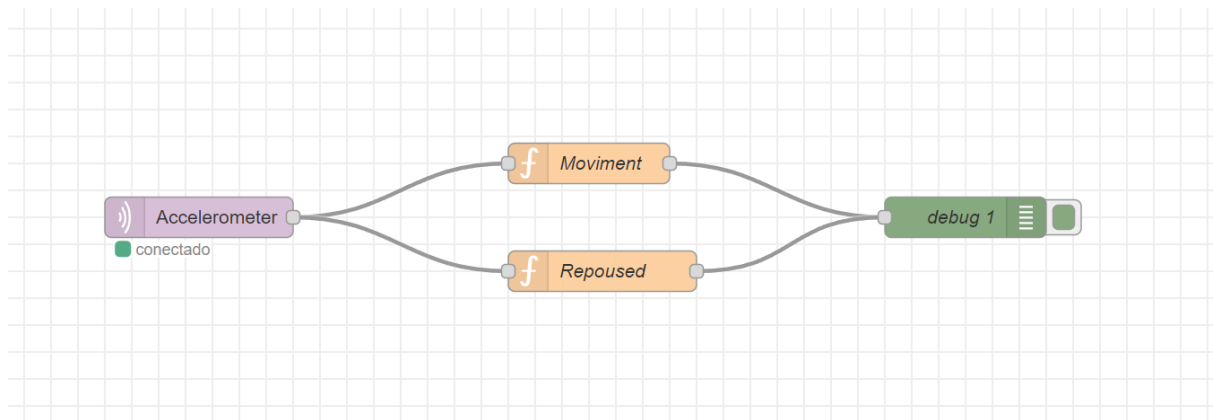 Moviment
Accelerometer
debug 1
conectado
Repoused